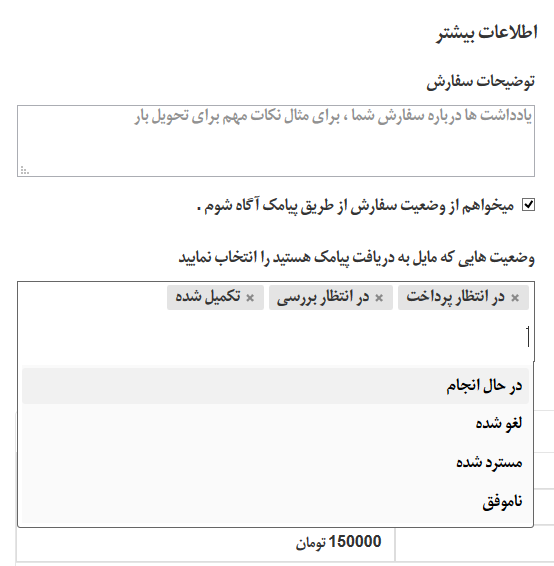 اطلاعات بیشتر
توضیحات سفارش
یادداشت ها درباره سفارش شما ، برای مثال نکات مهم برای تحویل بار
میخواهم از وضعیت سفارش از طریق پیامک آگاه شوم .
وضعیت هایی که مایل به دریافت پیامک هستید را انتخاب نمایید
× در انتظار پرداخت × در انتظار بررسی × تکمیل شده
در حال انجام
لغو شده
مسترد شده
ناموفق
150000 تومان